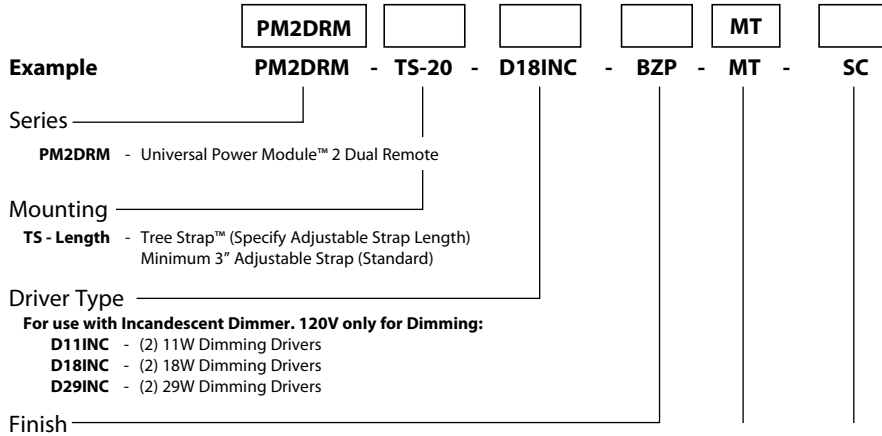 PM2DRM MT
Example PM2DRM - TS-20 - D18INC - BZP - MT - SC
Series
PM2DRM - Universal Power Module™ 2 Dual Remote
Mounting
TS - Length - Tree Strap™ (Specify Adjustable Strap Length)
Minimum 3” Adjustable Strap (Standard)
Driver Type
For use with Incandescent Dimmer. 120V only for Dimming:
D11INC - (2) 11W Dimming Drivers
D18INC - (2) 18W Dimming Drivers
D29INC - (2) 29W Dimming Drivers
Finish